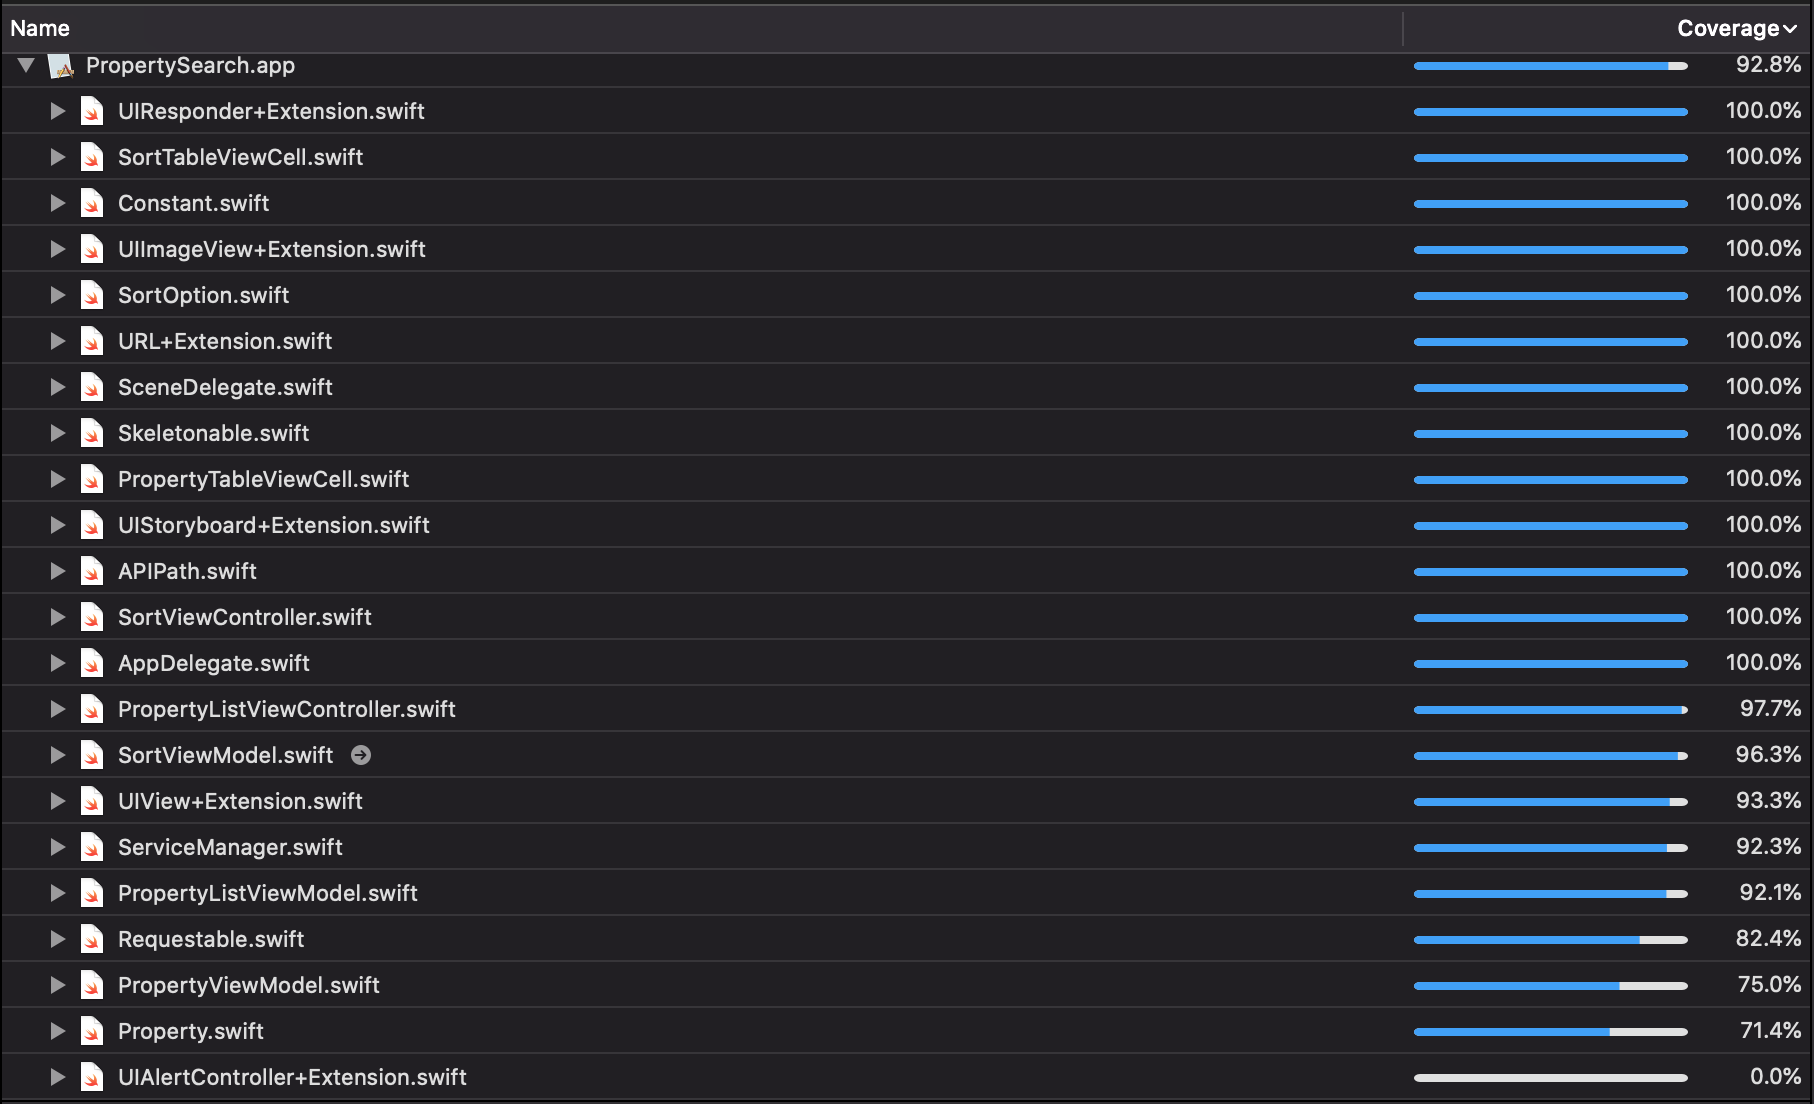 Name Coverage
PropertySearch.app 92.8%
UIResponder+Extension.swift 100.0%
SortTableViewCell.swift 100.0%
Constant.swift 100.0%
UIImageView+Extension.swift 100.0%
SortOption.swift 100.0%
URL+Extension.swift 100.0%
SceneDelegate.swift 100.0%
Skeletonable.swift 100.0%
PropertyTableViewCell.swift 100.0%
UIStoryboard+Extension.swift 100.0%
APIPath.swift 100.0%
SortViewController.swift 100.0%
AppDelegate.swift 100.0%
PropertyListViewController.swift 97.7%
SortViewModel.swift 96.3%
UIView+Extension.swift 93.3%
ServiceManager.swift 92.3%
PropertyListViewModel.swift 92.1%
Requestable.swift 82.4%
PropertyViewModel.swift 75.0%
Property.swift 71.4%
UIAlertController+Extension.swift 0.0%